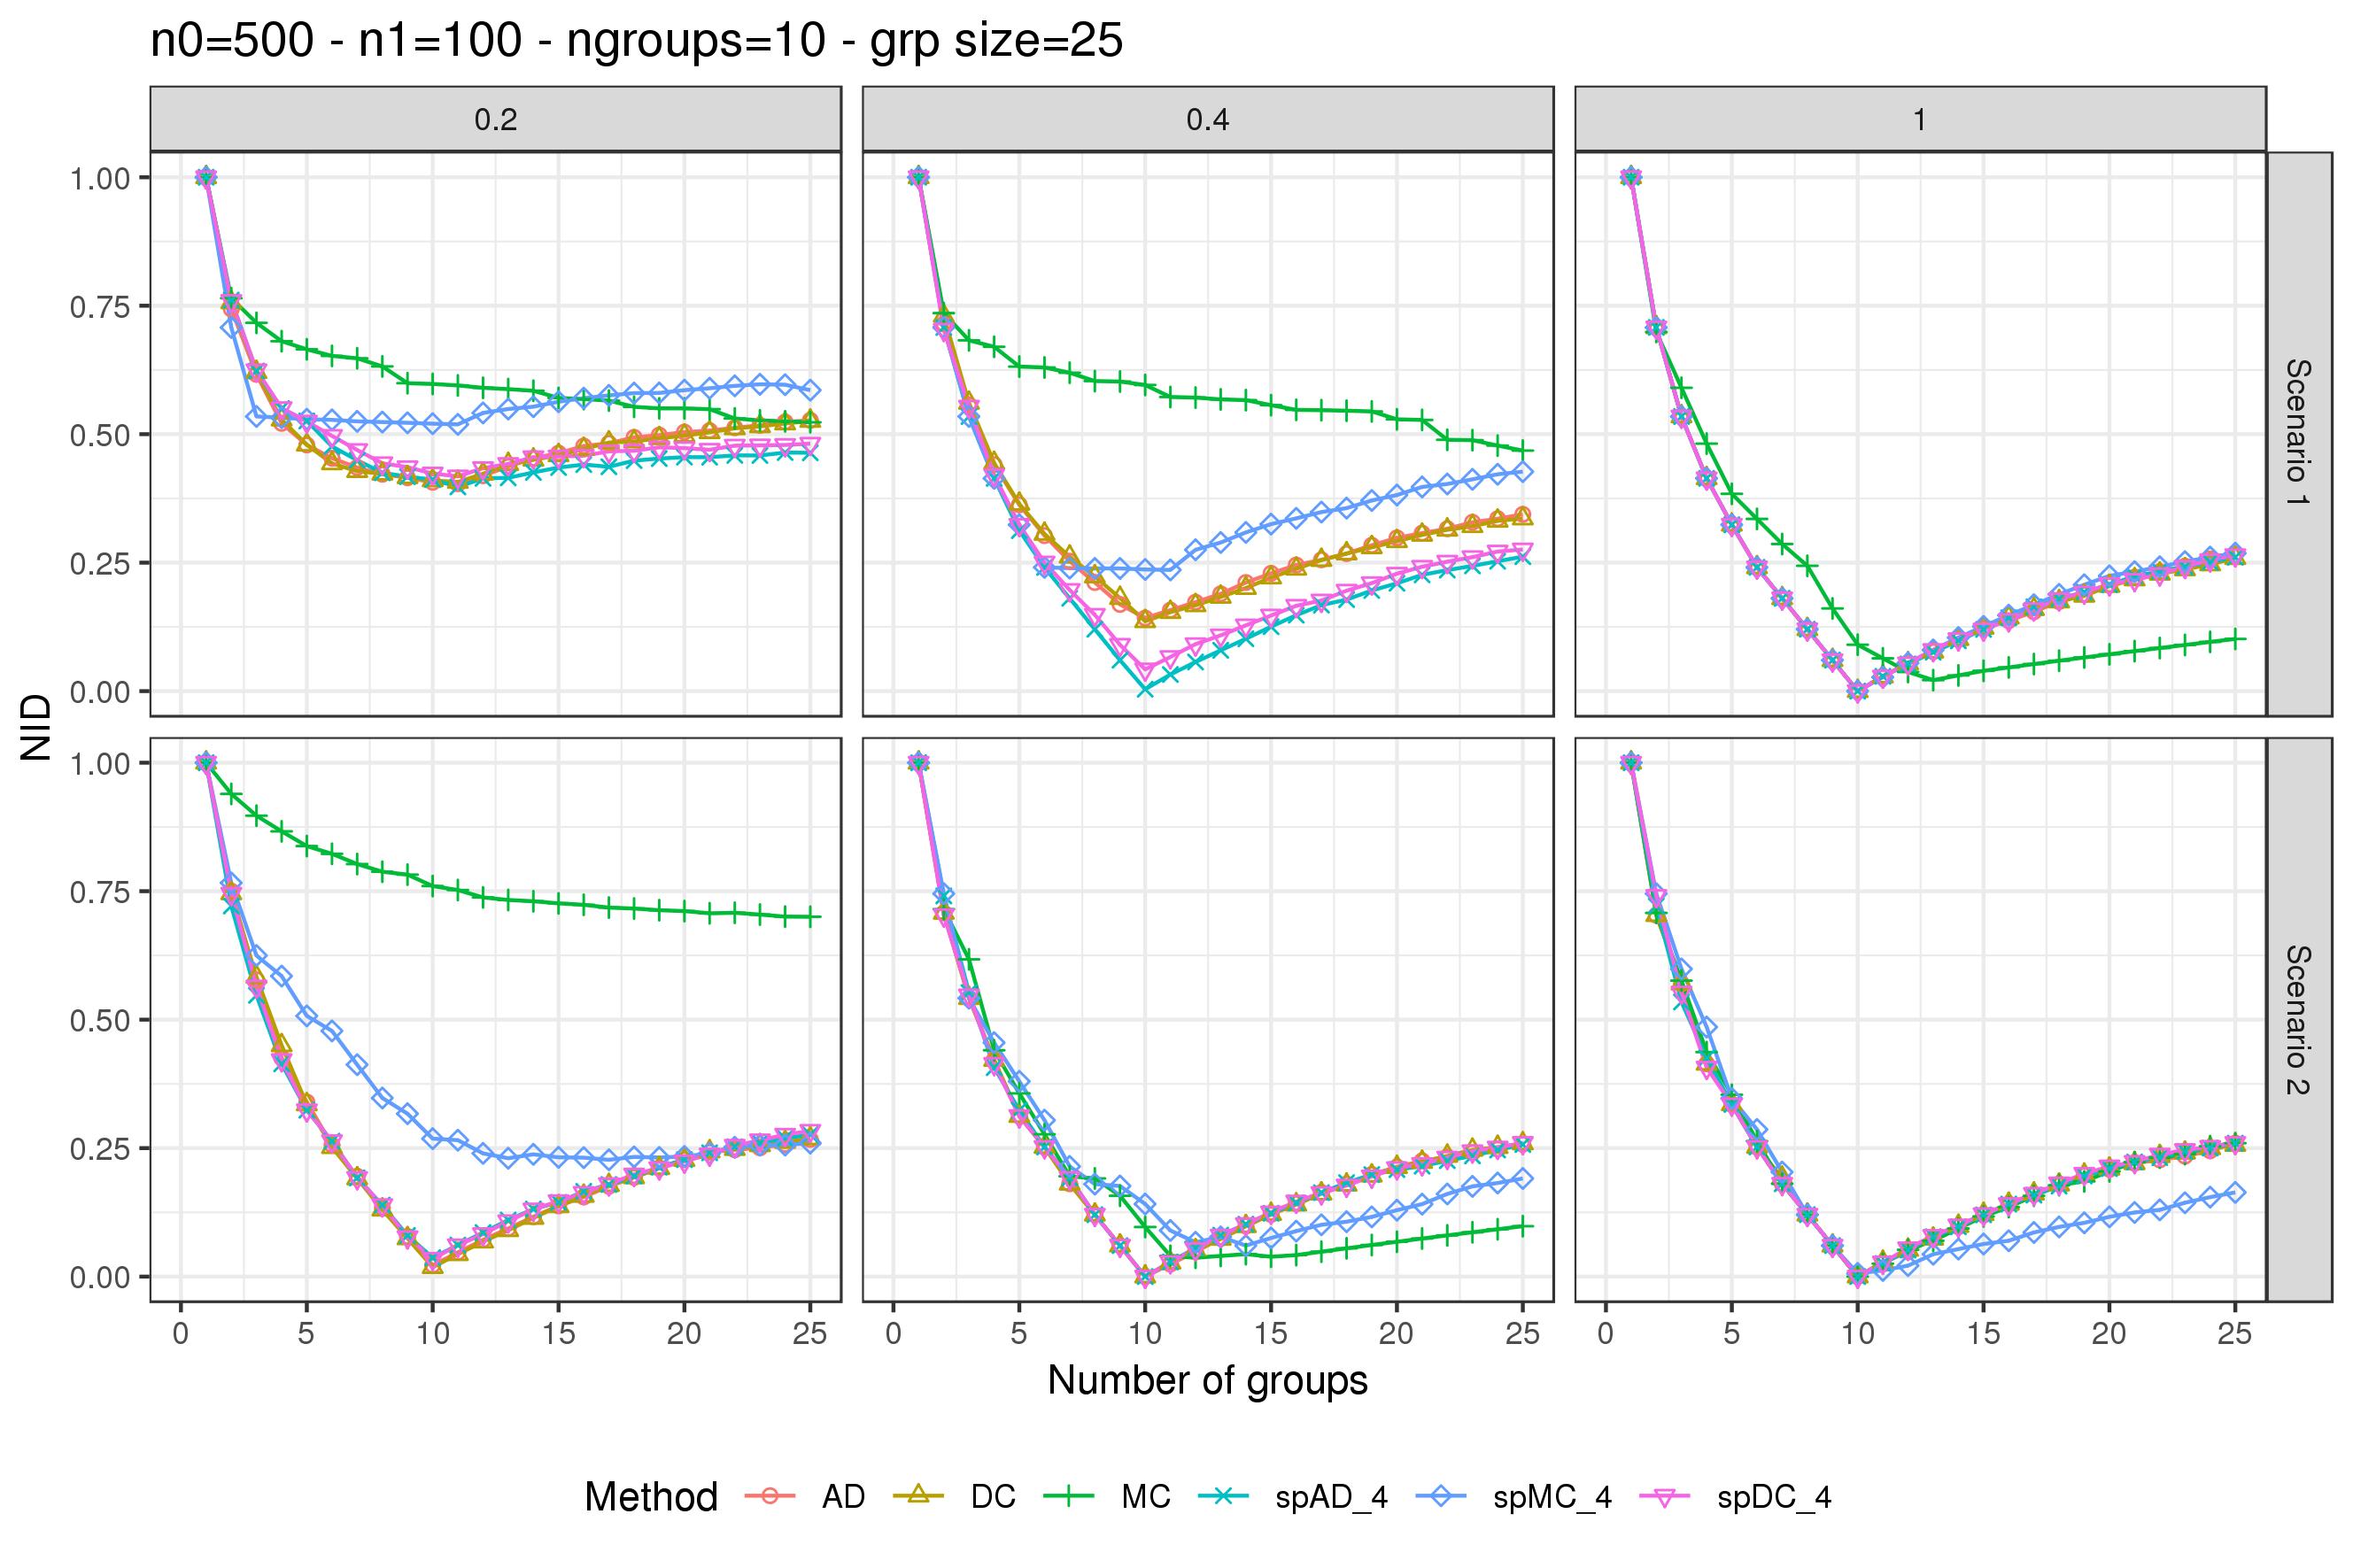 n0=500 - n1=100 - ngroups=10 - grp size=25
0.2 0.4 1
1.00
0.75
0.50
0.25
0.00
Scenario 1
NID
1.00
0.75
0.50
0.25
0.00
Scenario 2
0 5 10 15 20 25 0 5 10 15 20 25 0 5 10 15 20 25
Number of groups
Method AD DC MC spAD_4 spMC_4 spDC_4